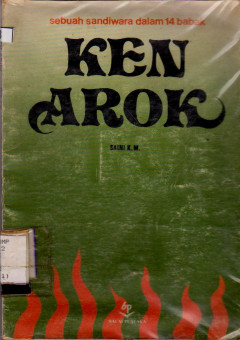 sebuah sandiwara dalam 14 babak
KEN
AROK
SAINI K.M.